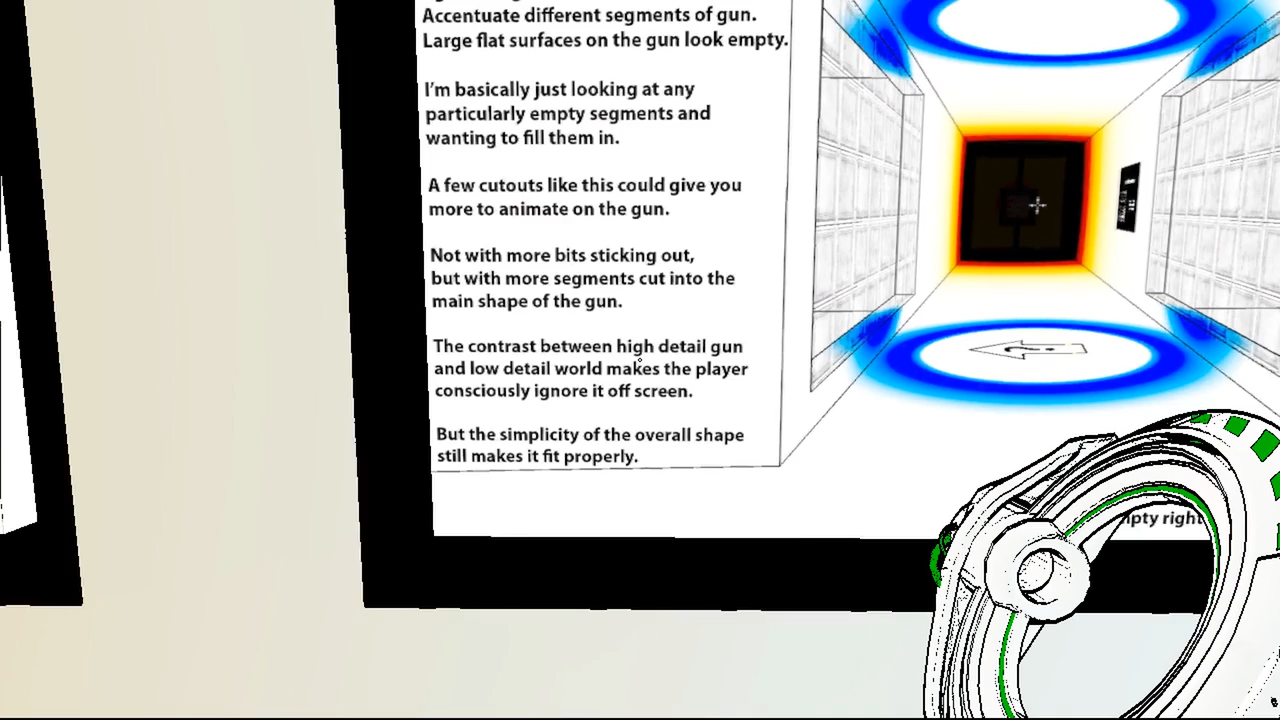 Accentuate different segments of gun.
Large flat surfaces on the gun look empty.
I'm basically just looking at any
particularly empty segments and
wanting to fill them in.
A few cutouts like this could give you
more to animate on the gun.
Not with more bits sticking out,
but with more segments cut into the
main shape of the gun.
The contrast between high detail gun
and low detail world makes the player
consciously ignore it off screen.
But the simplicity of the overall shape
still makes it fit properly.
right